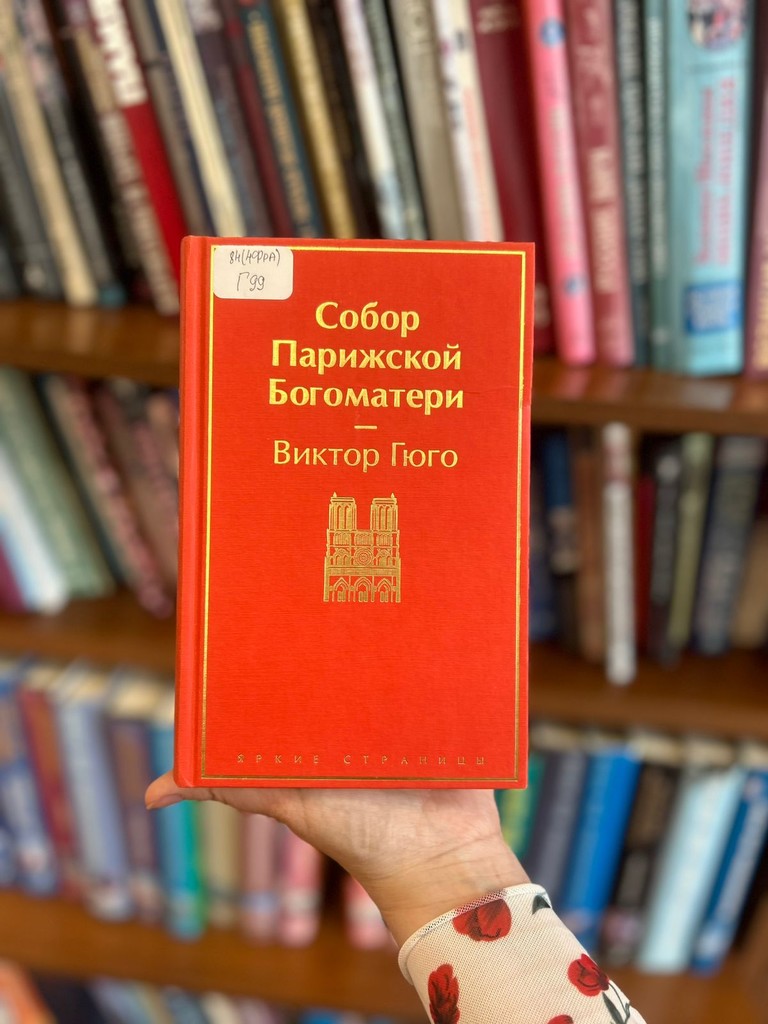 84(4ФРА)
Г99
Собор
Парижской
Богоматери
Виктор Гюго
ЯРКИЕ СТРАНИЦЫ